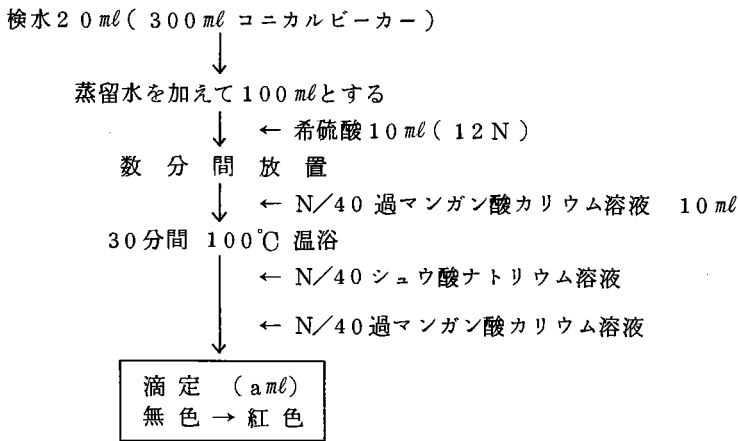 検水20㎖(300㎖ コニカルビーカー)
蒸留水を加えて100㎖とする
← 希硫酸10㎖(12N)
数分間放置
← N/40 過マンガン酸カリウム溶液 10㎖
30分間 100℃ 温浴
← N/40 シュウ酸ナトリウム溶液
← N/40過マンガン酸カリウム溶液
滴定 (a㎖)
無色→紅色